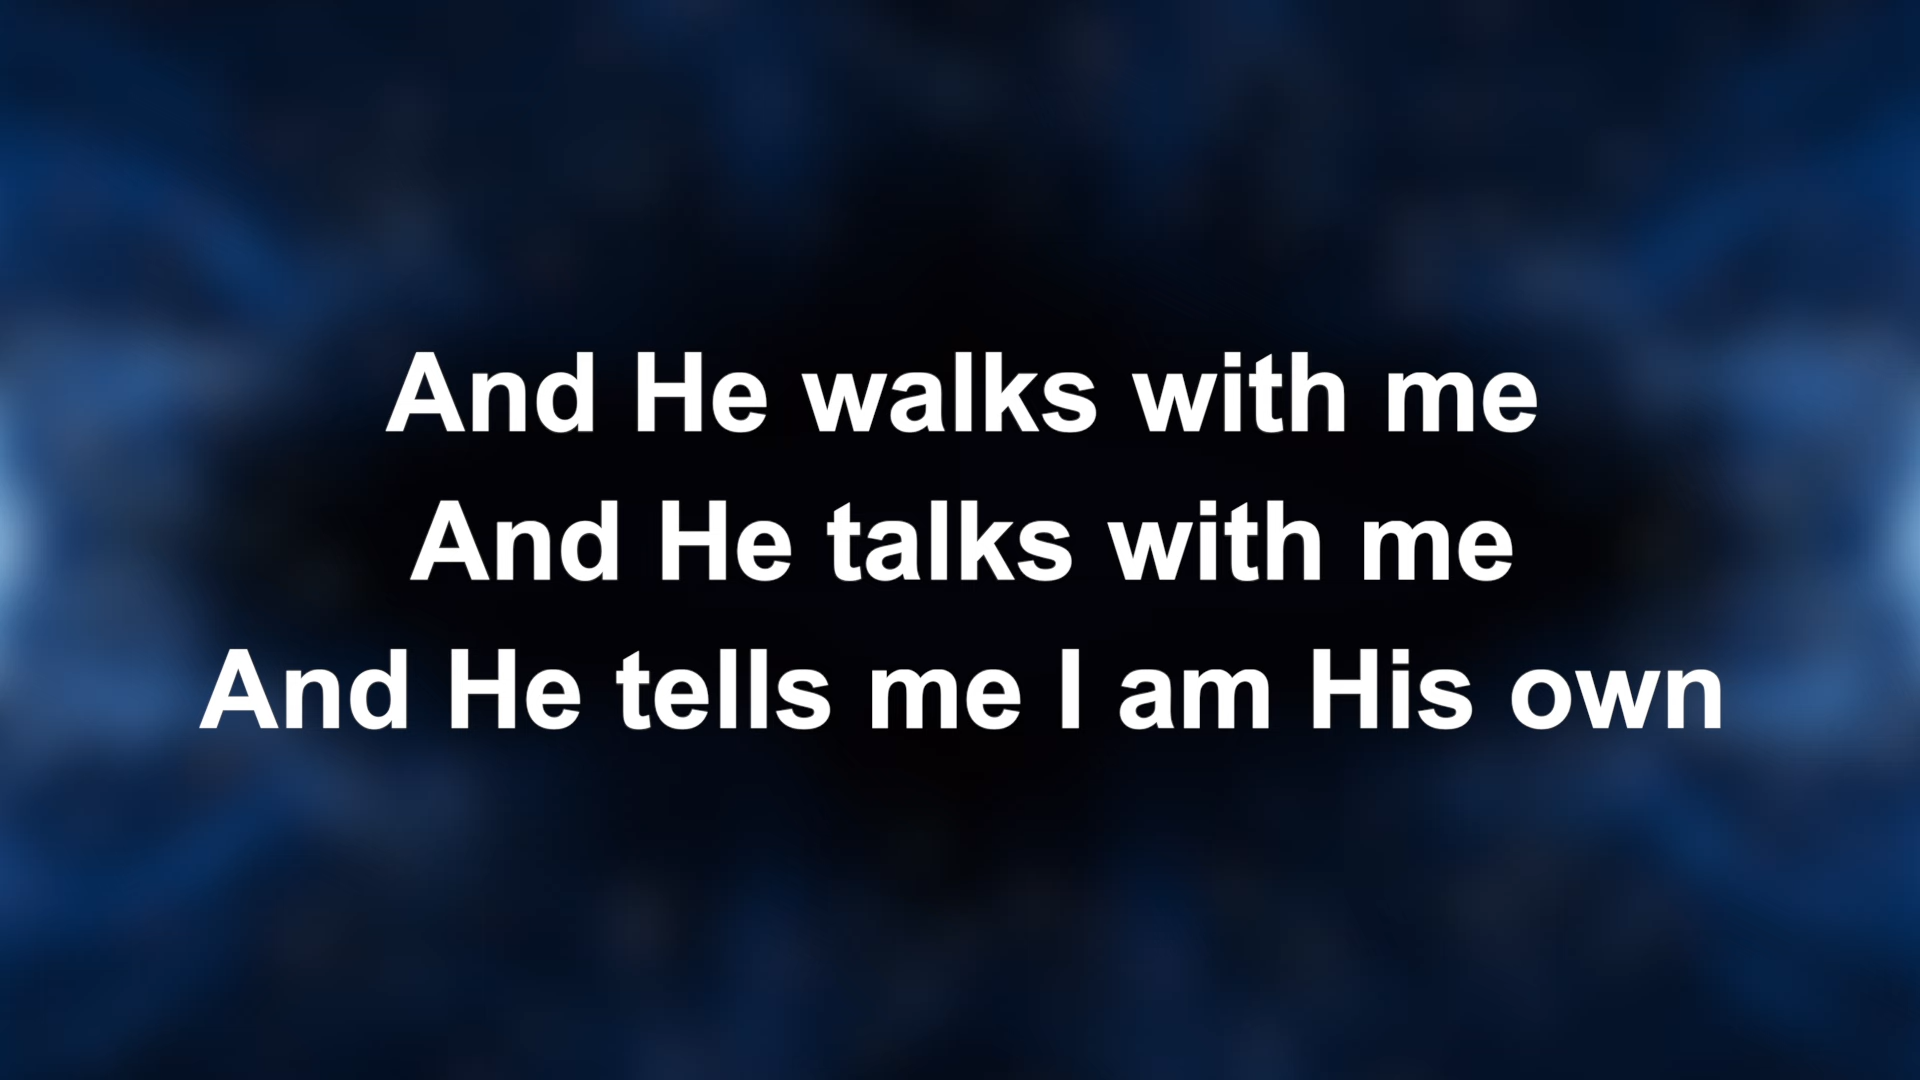 And He walks with me
And He talks with me
And He tells me I am His own